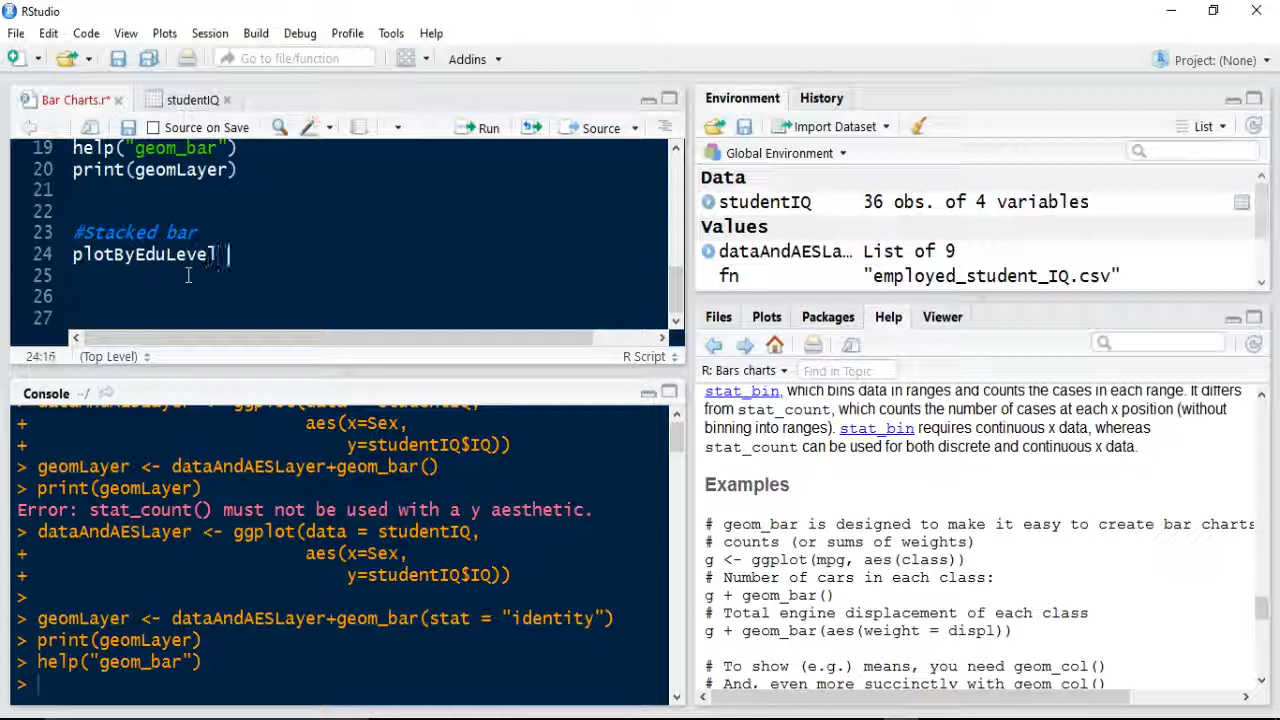 RStudio
File Edit Code View Plots Session Build Debug Profile Tools Help
Go to file/function Addins Project: (None)
Bar Charts.r* studentIQ
Source on Save Run Source
19 help("geom_bar")
20 print(geomLayer)
21
22
23 #Stacked bar
24 plotByEduLevel
25
26
27
24:16 (Top Level) R Script
Console ~/
+ aes(x=Sex,
+ y=studentIQ$IQ))
> geomLayer <- dataAndAESLayer+geom_bar()
> print(geomLayer)
Error: stat_count() must not be used with a y aesthetic.
> dataAndAESLayer <- ggplot(data = studentIQ,
+ aes(x=Sex,
+ y=studentIQ$IQ))
>
> geomLayer <- dataAndAESLayer+geom_bar(stat = "identity")
> print(geomLayer)
> help("geom_bar")
>
Environment History
Import Dataset List
Global Environment
Data
studentIQ 36 obs. of 4 variables
Values
dataAndAESLa… List of 9
fn "employed_student_IQ.csv"
Files Plots Packages Help Viewer
R: Bars charts Find in Topic
stat_bin, which bins data in ranges and counts the cases in each range. It differs
from stat_count, which counts the number of cases at each x position (without
binning into ranges). stat_bin requires continuous x data, whereas
stat_count can be used for both discrete and continuous x data.
Examples
# geom_bar is designed to make it easy to create bar charts
# counts (or sums of weights)
g <- ggplot(mpg, aes(class))
# Number of cars in each class:
g + geom_bar()
# Total engine displacement of each class
g + geom_bar(aes(weight = displ))
# To show (e.g.) means, you need geom_col()
# And, even more succinctly with geom_col()